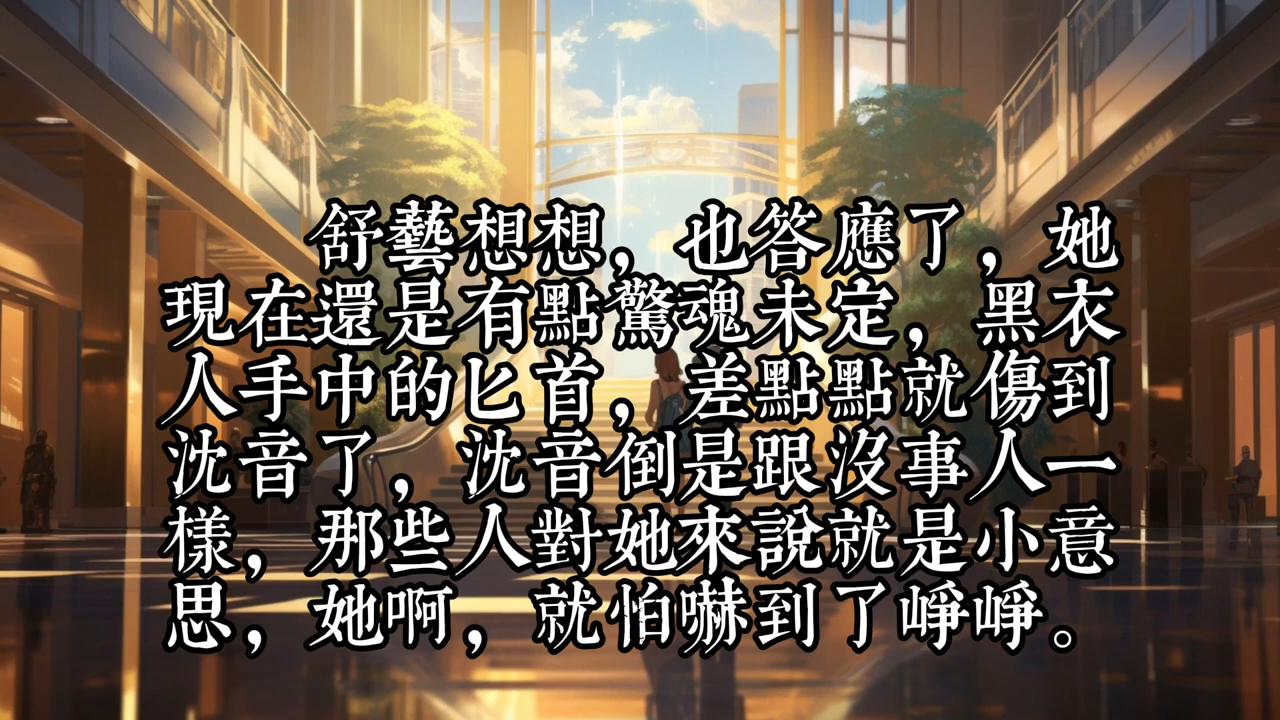 舒藝想想，也答應了，她
現在還是有點驚魂未定，黑衣
人手中的匕首，差點點就傷到
沈音了，沈音倒是跟沒事人一
樣，那些人對她來說就是小意
思，她啊，就怕嚇到了崢崢。